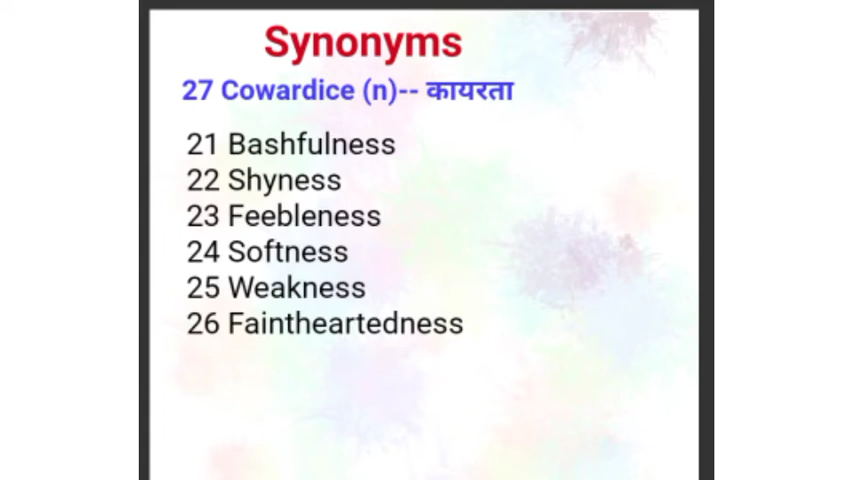 Synonyms
27 Cowardice (n)-- कायरता
21 Bashfulness
22 Shyness
23 Feebleness
24 Softness
25 Weakness
26 Faintheartedness